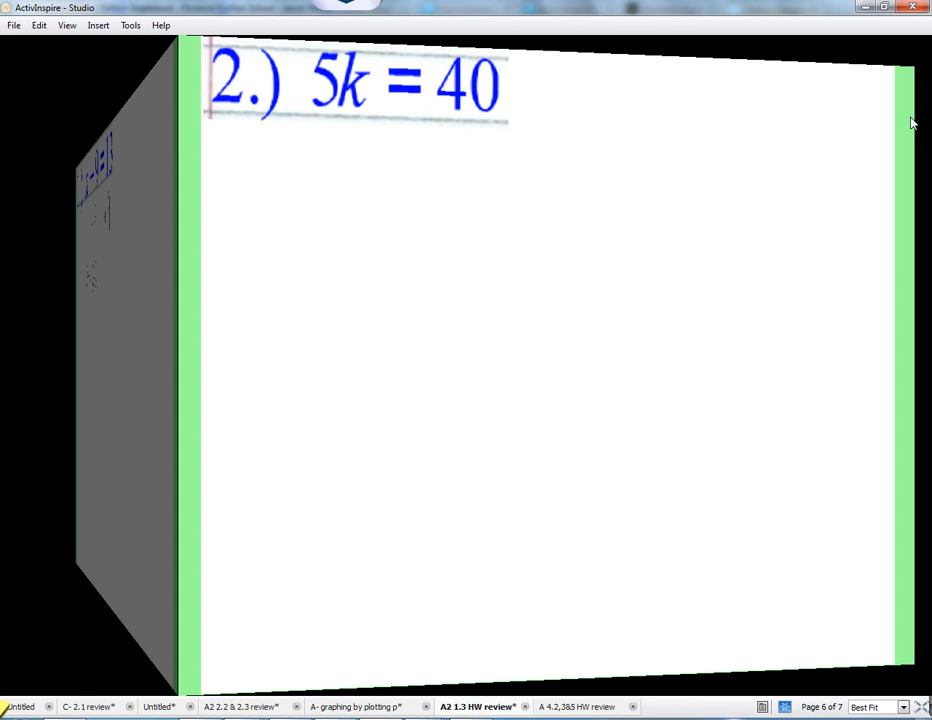 ActivInspire - Studio
File Edit View Insert Tools Help
2.) 5k = 40
x - 9 = 13
Untitled C- 2.1 review* Untitled* A2 2.2 & 2.3 review* A- graphing by plotting p* A2 1.3 HW review* A 4.2,3&5 HW review Page 6 of 7 Best Fit